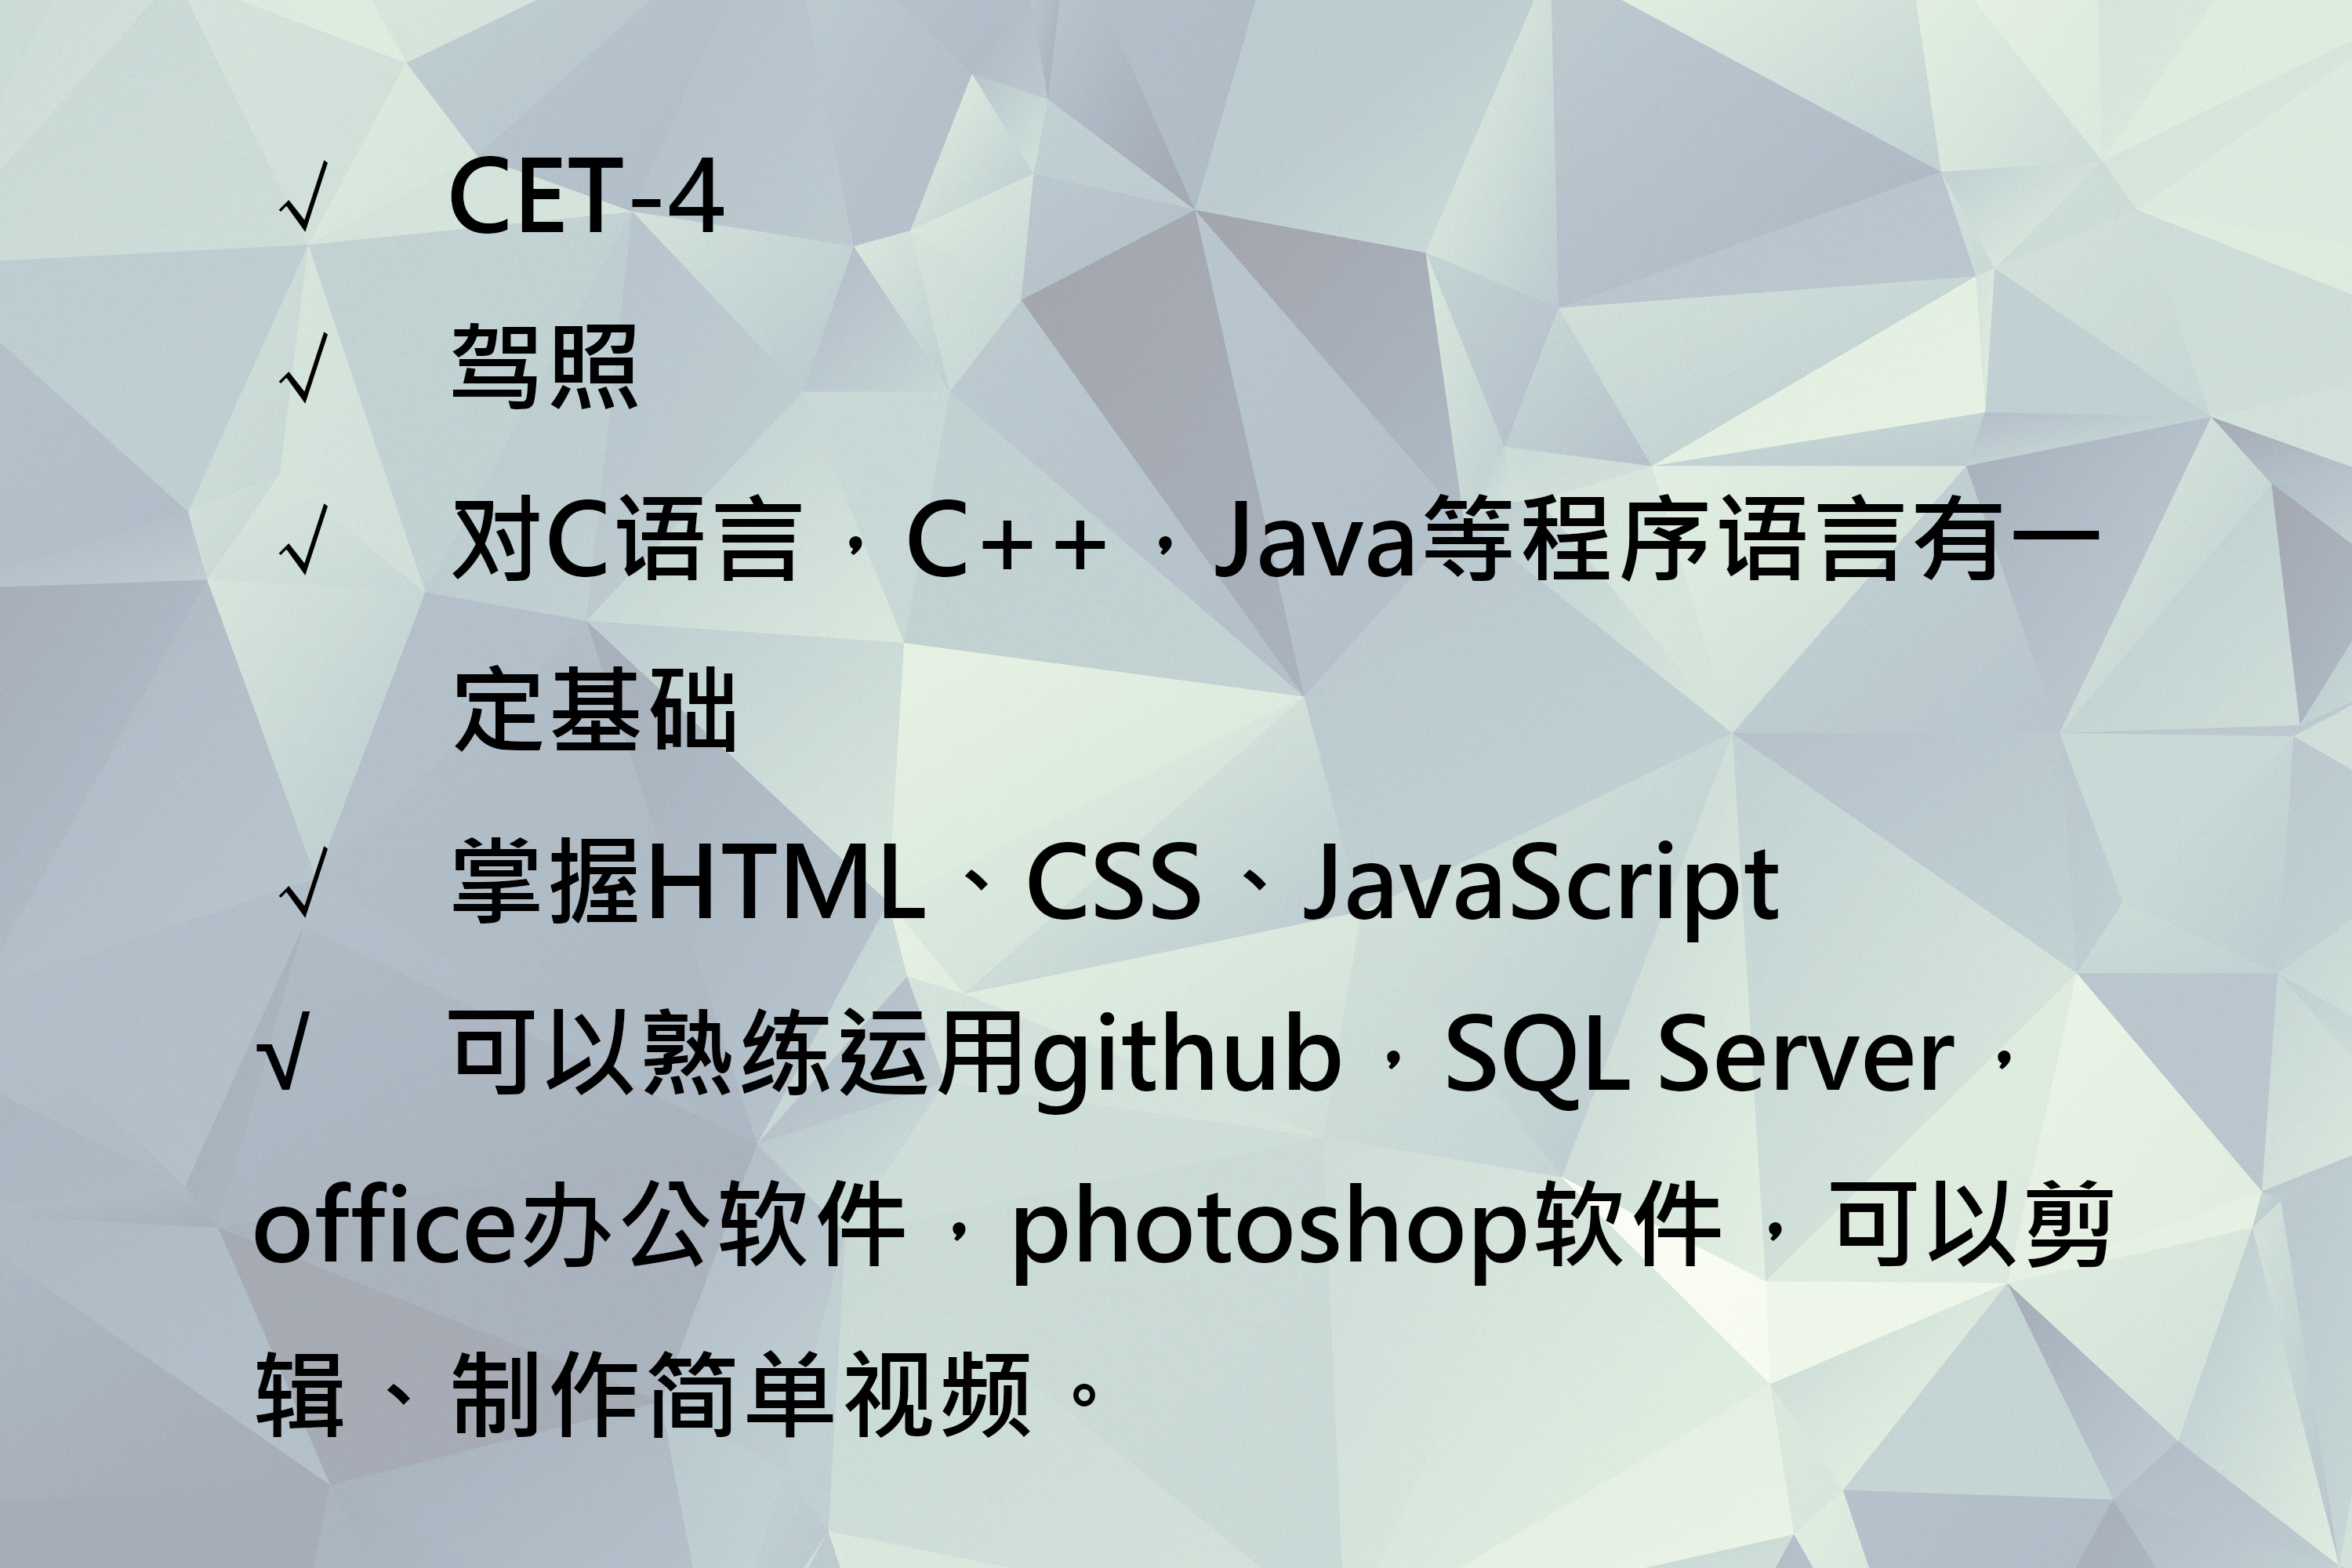 √ CET-4
√ 驾照
√ 对C语言，C++，Java等程序语言有一
定基础
√ 掌握HTML、CSS、JavaScript
√ 可以熟练运用github，SQL Server，
office办公软件，photoshop软件，可以剪
辑、制作简单视频。